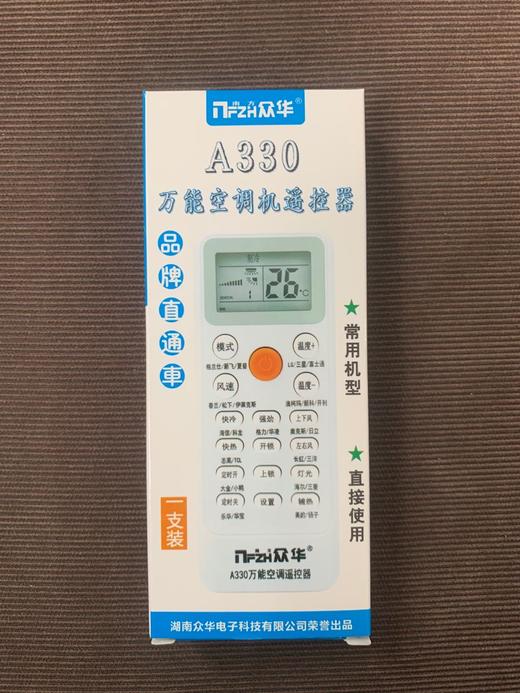 南方
NFZH众华®
A330
万能空调机遥控器
品牌直通車
一支装
★常用机型
★直接使用
制冷
26°C
1
模式
温度+
格兰仕/新飞/夏普
LG/三星/富士通
风速
温度-
春兰/松下/伊莱克斯
澳柯玛/新科/开利
快冷 强劲 上下风
海信/科龙 格力/华凌 奥克斯/日立
快热 开锁 左右风
志高/TCL 长虹/三洋
定时开 上锁 灯光
大金/小鸭 海尔/三菱
定时关 设置 辅热
乐华/华宝 美的/扬子
NFZH众华®
A330万能空调遥控器
湖南众华电子科技有限公司荣誉出品